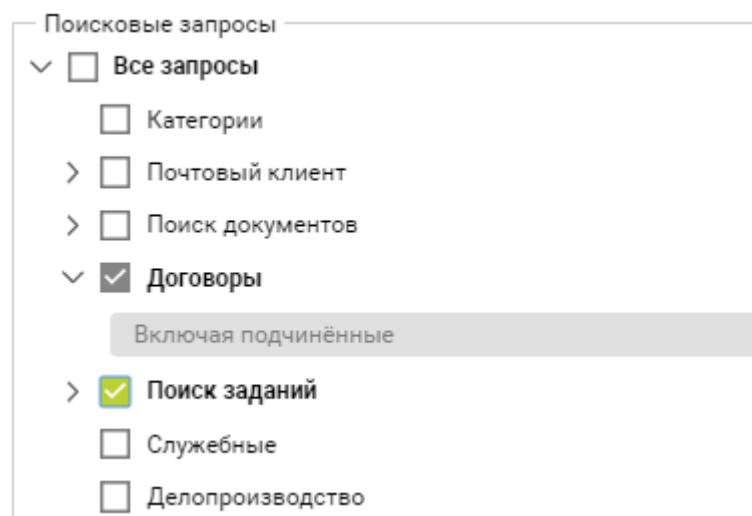 Поисковые запросы
Все запросы
Категории
Почтовый клиент
Поиск документов
Договоры
Включая подчинённые
Поиск заданий
Служебные
Делопроизводство